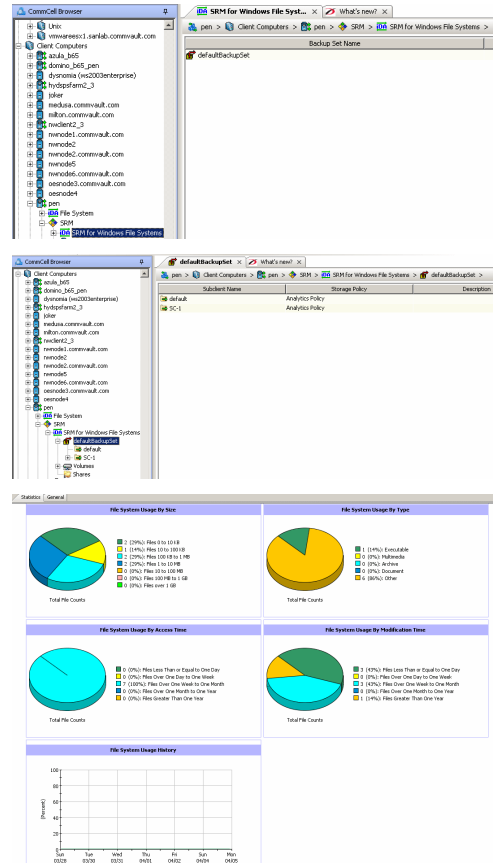 CommCell Browser
Unix
vmwareesx1.sanlab.commvault.com
Client Computers
azula_b65
domino_b65_pen
dysnomia (ws2003enterprise)
hydspsfarm2_3
joker
medusa.commvault.com
milton.commvault.com
nwclient2_3
nwnode1.commvault.com
nwnode2
nwnode2.commvault.com
nwnode5
nwnode6.commvault.com
oesnode3.commvault.com
oesnode4
pen
File System
SRM
SRM for Windows File Systems
SRM for Windows File Syst...
What's new?
pen > Client Computers > pen > SRM > SRM for Windows File Systems >
Backup Set Name
defaultBackupSet
CommCell Browser
Client Computers
azula_b65
domino_b65_pen
dysnomia (ws2003enterprise)
hydspsfarm2_3
joker
medusa.commvault.com
milton.commvault.com
nwclient2_3
nwnode1.commvault.com
nwnode2
nwnode2.commvault.com
nwnode5
nwnode6.commvault.com
oesnode3.commvault.com
oesnode4
pen
File System
SRM
SRM for Windows File Systems
defaultBackupSet
default
SC-1
Volumes
Shares
defaultBackupSet
What's new?
pen > Client Computers > pen > SRM > SRM for Windows File Systems > defaultBackupSet >
Subclient Name Storage Policy Description
default Analytics Policy
SC-1 Analytics Policy
Statistics General
File System Usage By Size
2 (29%): Files 0 to 10 KB
1 (14%): Files 10 to 100 KB
2 (29%): Files 100 KB to 1 MB
2 (29%): Files 1 to 10 MB
0 (0%): Files 10 to 100 MB
0 (0%): Files 100 MB to 1 GB
0 (0%): Files over 1 GB
Total File Counts
File System Usage By Type
1 (14%): Executable
0 (0%): Multimedia
0 (0%): Archive
0 (0%): Document
6 (86%): Other
Total File Counts
File System Usage By Access Time
0 (0%): Files Less Than or Equal to One Day
0 (0%): Files Over One Day to One Week
7 (100%): Files Over One Week to One Month
0 (0%): Files Over One Month to One Year
0 (0%): Files Greater Than One Year
Total File Counts
File System Usage By Modification Time
3 (43%): Files Less Than or Equal to One Day
0 (0%): Files Over One Day to One Week
3 (43%): Files Over One Week to One Month
0 (0%): Files Over One Month to One Year
1 (14%): Files Greater Than One Year
Total File Counts
File System Usage History
(Percent)
100
80
60
40
20
0
Sun Tue Wed Thu Fri Sun Mon
03/28 03/30 03/31 04/01 04/02 04/04 04/05